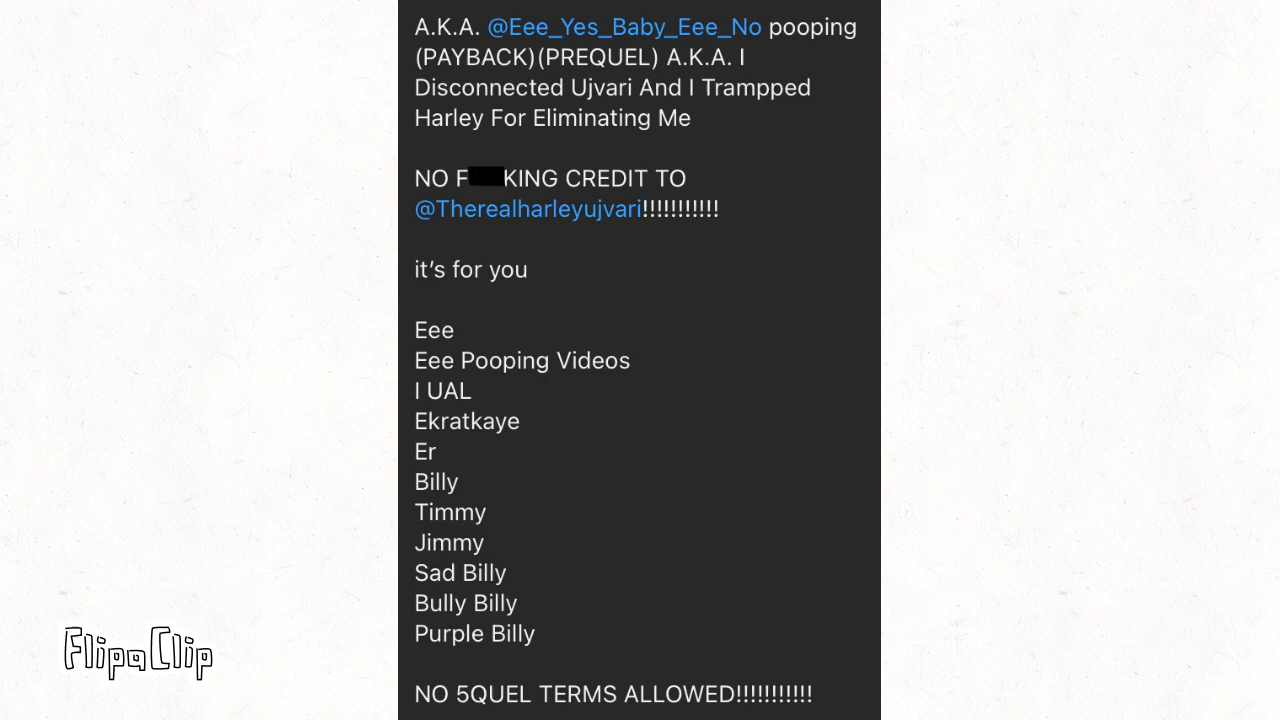 A.K.A. @Eee_Yes_Baby_Eee_No pooping
(PAYBACK)(PREQUEL) A.K.A. I
Disconnected Ujvari And I Trampped
Harley For Eliminating Me
NO F KING CREDIT TO
@Therealharleyujvari!!!!!!!!!!!
it's for you
Eee
Eee Pooping Videos
I UAL
Ekratkaye
Er
Billy
Timmy
Jimmy
Sad Billy
Bully Billy
Purple Billy
NO 5QUEL TERMS ALLOWED!!!!!!!!!!!
FlipaClip